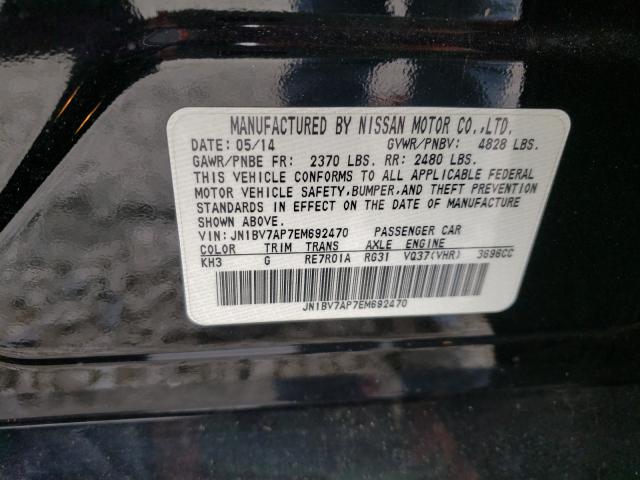 MANUFACTURED BY NISSAN MOTOR CO.,LTD.
DATE: 05/14 GVWR/PNBV: 4828 LBS.
GAWR/PNBE FR: 2370 LBS. RR: 2480 LBS.
THIS VEHICLE CONFORMS TO ALL APPLICABLE FEDERAL
MOTOR VEHICLE SAFETY,BUMPER,AND THEFT PREVENTION
STANDARDS IN EFFECT ON THE DATE OF MANUFACTURE
SHOWN ABOVE.
VIN: JN1BV7AP7EM692470 PASSENGER CAR
COLOR TRIM TRANS AXLE ENGINE
KH3 G RE7R01A RG31 VQ37(VHR) 3696CC
JN1BV7AP7EM692470